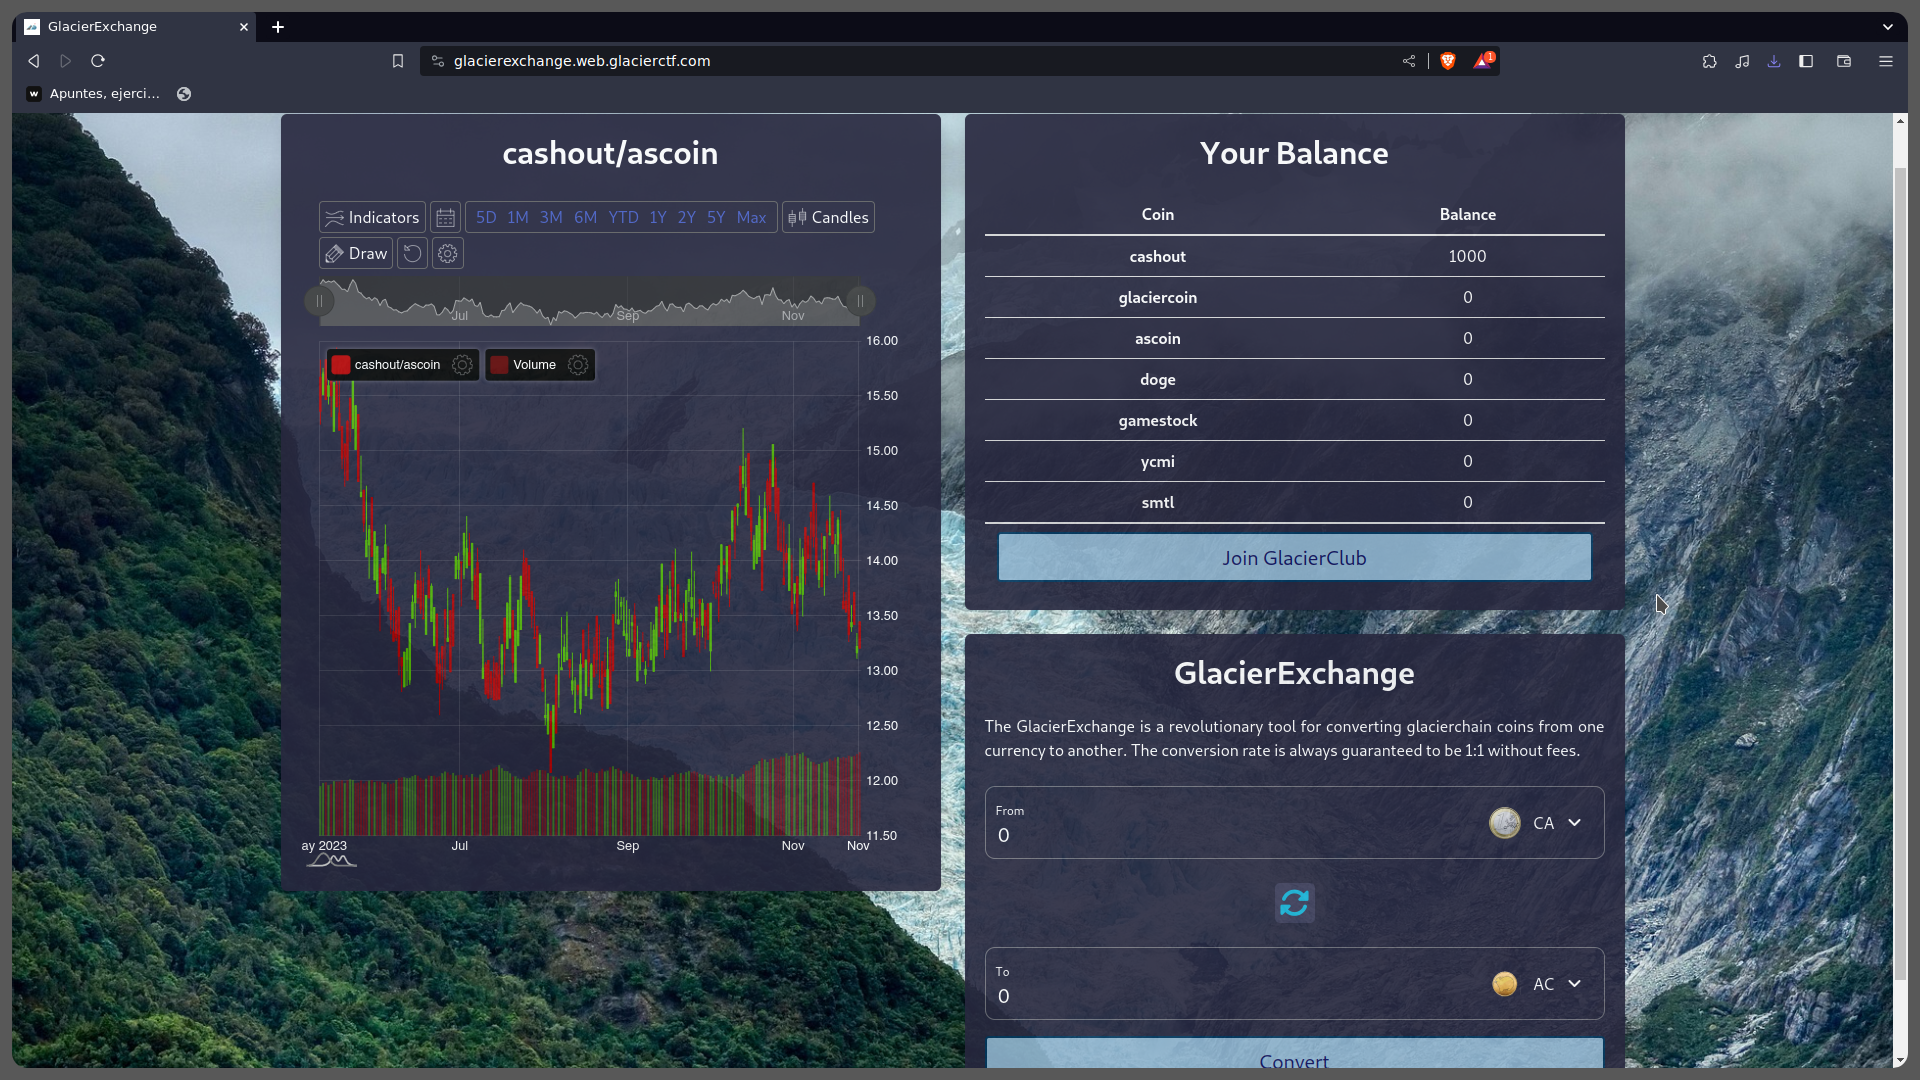 GlacierExchange
glacierexchange.web.glacierctf.com
1
Apuntes, ejerci...
cashout/ascoin
Indicators
5D 1M 3M 6M YTD 1Y 2Y 5Y Max
Candles
Draw
Jul Sep Nov
cashout/ascoin
Volume
16.00
15.50
15.00
14.50
14.00
13.50
13.00
12.50
12.00
11.50
ay 2023 Jul Sep Nov Nov
Your Balance
Coin Balance
cashout 1000
glaciercoin 0
ascoin 0
doge 0
gamestock 0
ycmi 0
smtl 0
Join GlacierClub
GlacierExchange
The GlacierExchange is a revolutionary tool for converting glacierchain coins from one
currency to another. The conversion rate is always guaranteed to be 1:1 without fees.
From
0
CA
To
0
AC
Convert